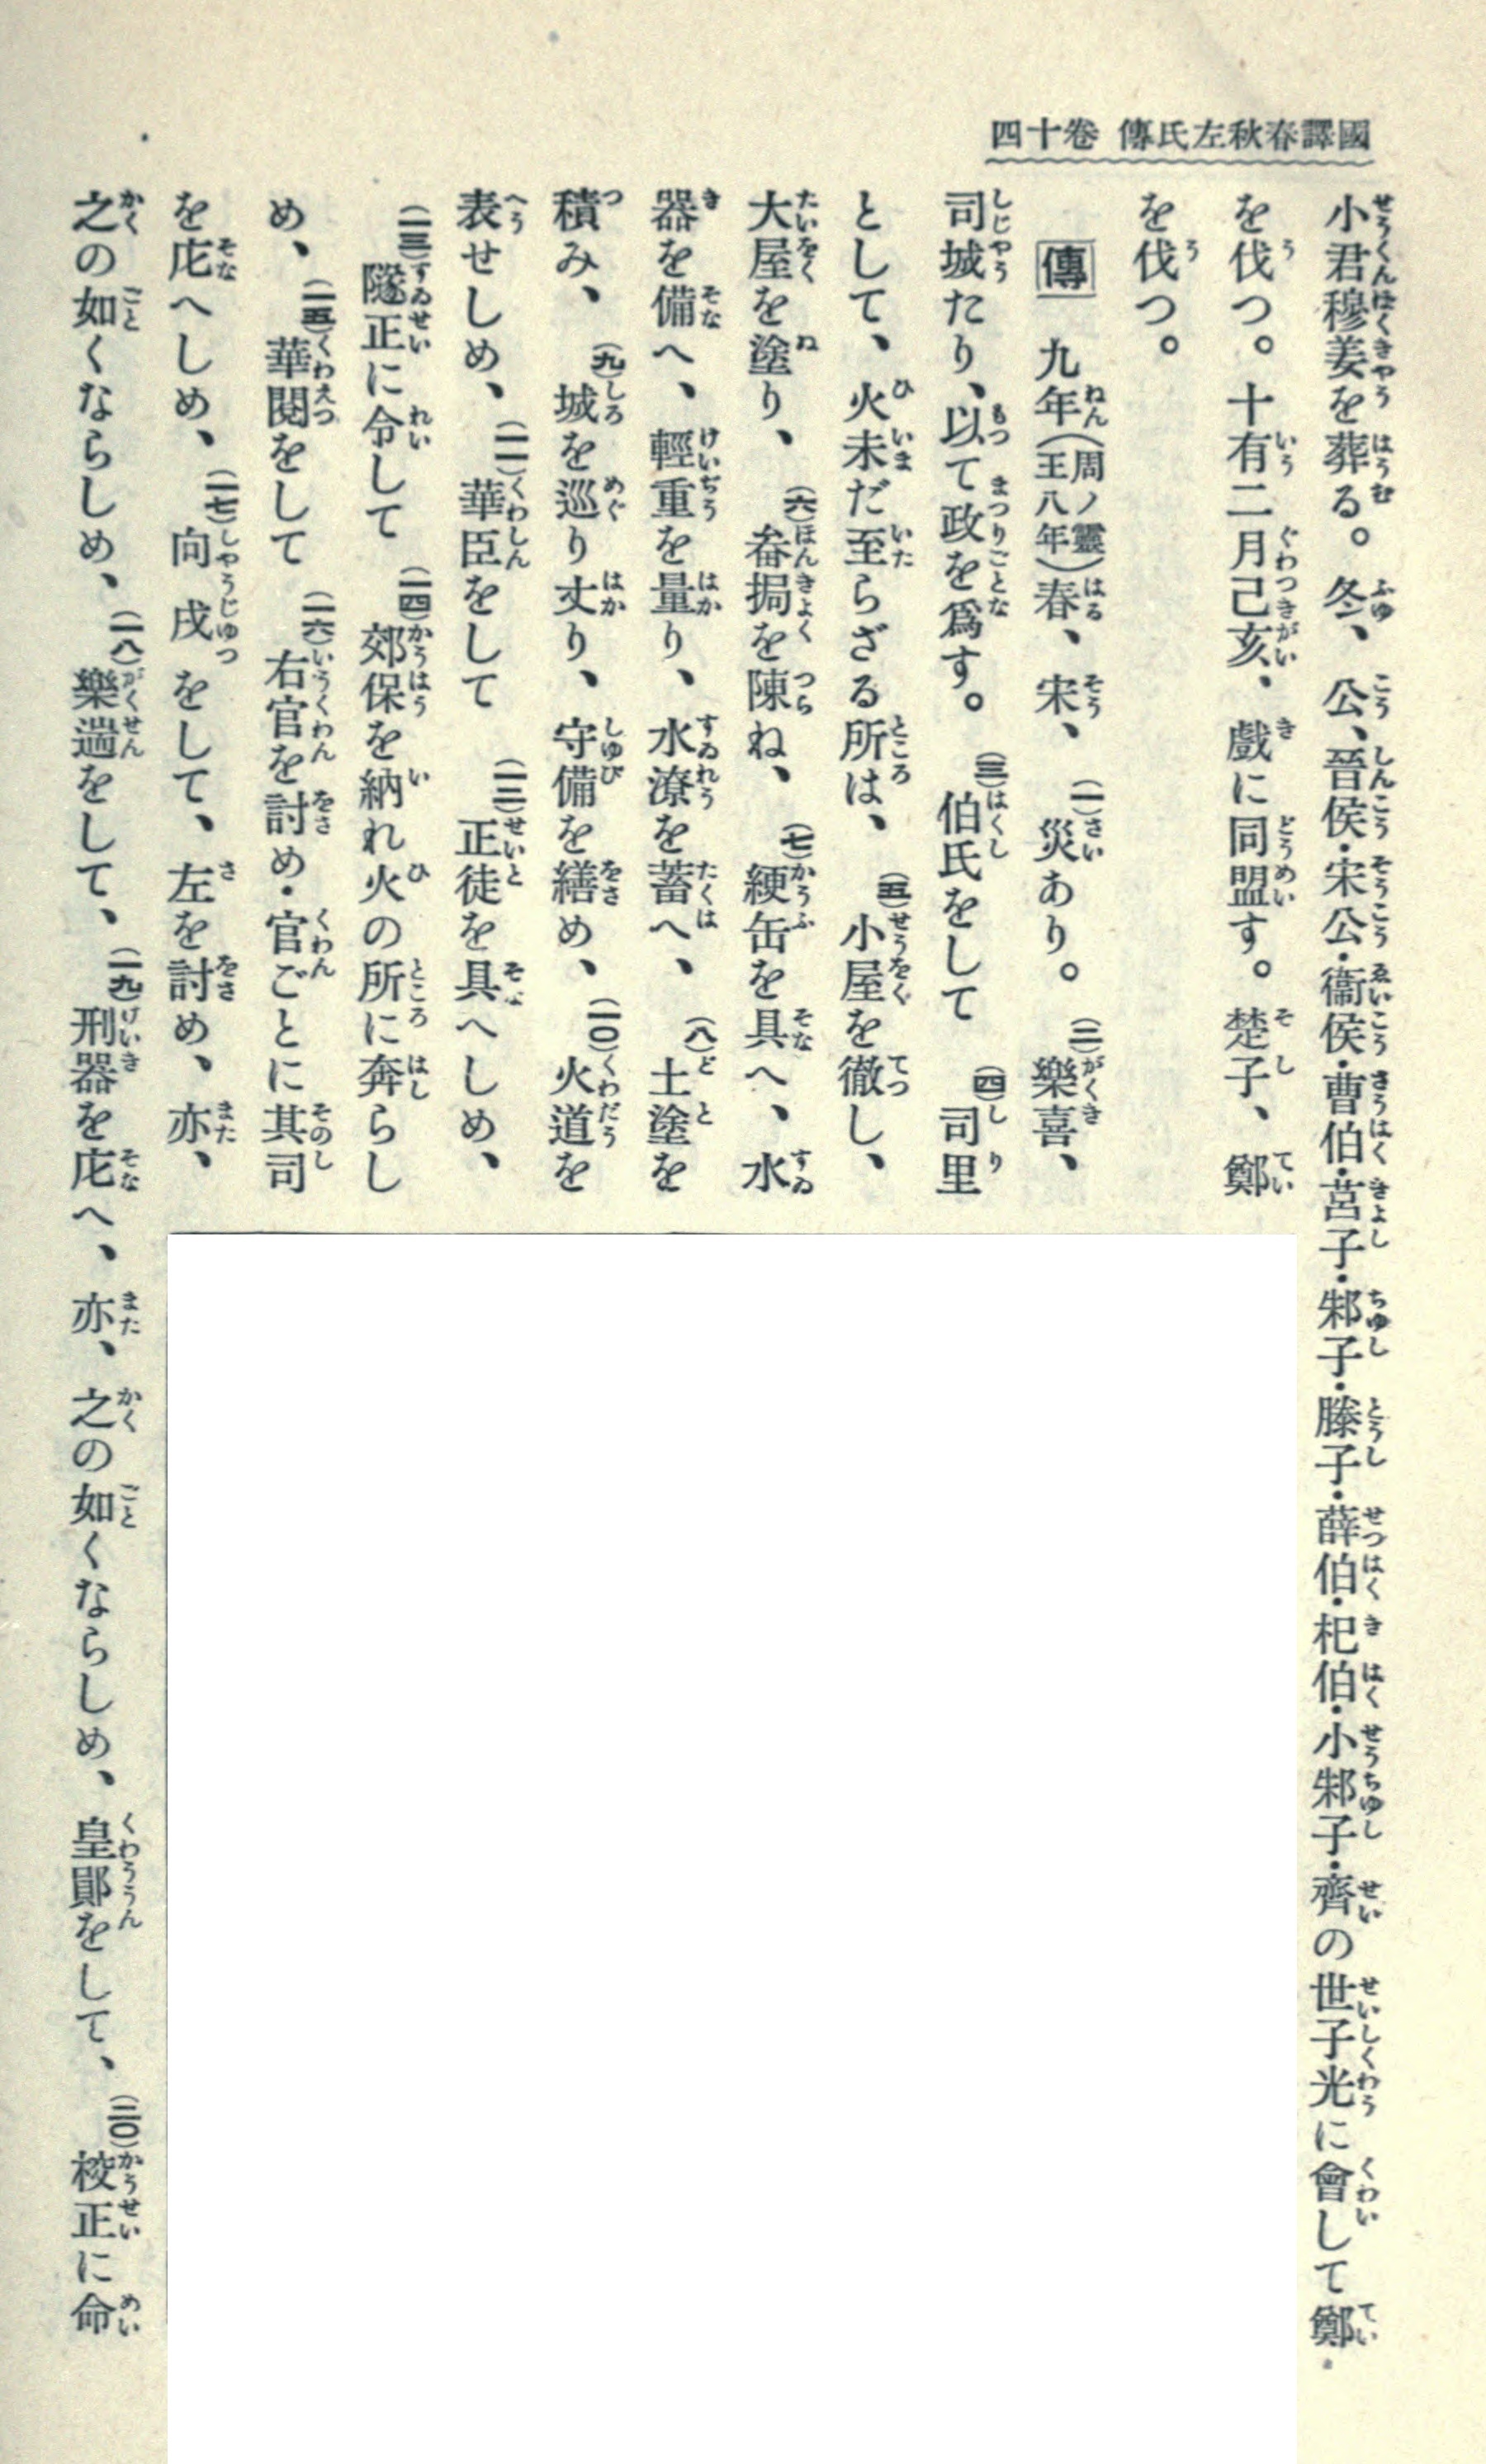 國譯春秋左氏傳 卷十四
小君穆姜を葬る。冬、公、晉侯・宋公・衞侯・曹伯・莒子・邾子・滕子・薛伯・杞伯・小邾子・齊の世子光に會して鄭
を伐つ。十有二月己亥、戲に同盟す。楚子、鄭
を伐つ。
傳 九年(周ノ靈王八年)春、宋、(一)災あり。(二)樂喜、
司城たり、以て政を爲す。(三)伯氏をして(四)司里
として、火未だ至らざる所は、(五)小屋を徹し、
大屋を塗り、(六)畚挶を陳ね、(七)綆缶を具へ、水
器を備へ、輕重を量り、水潦を蓄へ、(八)土塗を
積み、(九)城を巡り丈り、守備を繕め、(一〇)火道を
表せしめ、(一一)華臣をして(一二)正徒を具へしめ、
(一三)隧正に令して(一四)郊保を納れ火の所に奔らし
め、(一五)華閱をして(一六)右官を討め・官ごとに其司
を庀へしめ、(一七)向戌をして、左を討め、亦、
之の如くならしめ、(一八)樂遄をして、(一九)刑器を庀へ、亦、之の如くならしめ、皇鄖をして、(二〇)校正に命